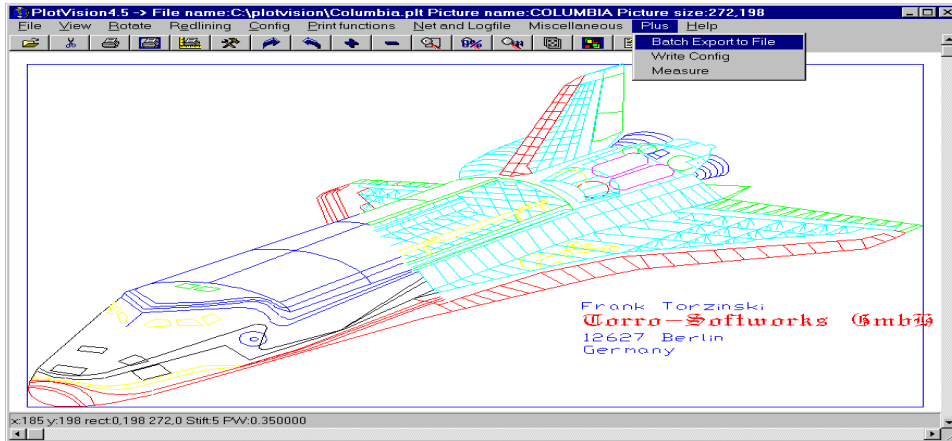 PlotVision4.5 -> File name:C:\plotvision\Columbia.plt Picture name:COLUMBIA Picture size:272,198
File View Rotate Redlining Config Print functions Net and Logfile Miscellaneous Plus Help
Batch Export to File
Write Config
Measure
Frank Torzinski
Torro-Softworks GmbH
12627 Berlin
Germany
x:185 y:198 rect:0,198 272,0 Stift:5 PW:0.350000